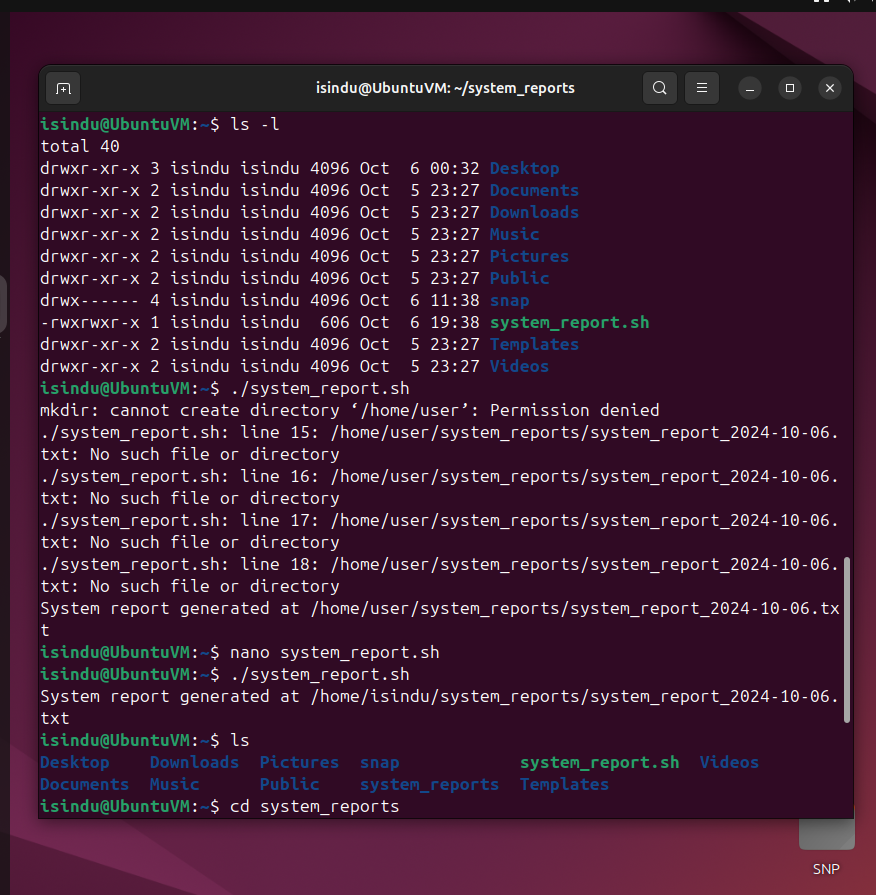 isindu@UbuntuVM: ~/system_reports
isindu@UbuntuVM:~$ ls -l
total 40
drwxr-xr-x 3 isindu isindu 4096 Oct  6 00:32 Desktop
drwxr-xr-x 2 isindu isindu 4096 Oct  5 23:27 Documents
drwxr-xr-x 2 isindu isindu 4096 Oct  5 23:27 Downloads
drwxr-xr-x 2 isindu isindu 4096 Oct  5 23:27 Music
drwxr-xr-x 2 isindu isindu 4096 Oct  5 23:27 Pictures
drwxr-xr-x 2 isindu isindu 4096 Oct  5 23:27 Public
drwx------ 4 isindu isindu 4096 Oct  6 11:38 snap
-rwxrwxr-x 1 isindu isindu  606 Oct  6 19:38 system_report.sh
drwxr-xr-x 2 isindu isindu 4096 Oct  5 23:27 Templates
drwxr-xr-x 2 isindu isindu 4096 Oct  5 23:27 Videos
isindu@UbuntuVM:~$ ./system_report.sh
mkdir: cannot create directory ‘/home/user’: Permission denied
./system_report.sh: line 15: /home/user/system_reports/system_report_2024-10-06.
txt: No such file or directory
./system_report.sh: line 16: /home/user/system_reports/system_report_2024-10-06.
txt: No such file or directory
./system_report.sh: line 17: /home/user/system_reports/system_report_2024-10-06.
txt: No such file or directory
./system_report.sh: line 18: /home/user/system_reports/system_report_2024-10-06.
txt: No such file or directory
System report generated at /home/user/system_reports/system_report_2024-10-06.tx
t
isindu@UbuntuVM:~$ nano system_report.sh
isindu@UbuntuVM:~$ ./system_report.sh
System report generated at /home/isindu/system_reports/system_report_2024-10-06.
txt
isindu@UbuntuVM:~$ ls
Desktop    Downloads  Pictures  snap            system_report.sh  Videos
Documents  Music      Public    system_reports  Templates
isindu@UbuntuVM:~$ cd system_reports
SNP